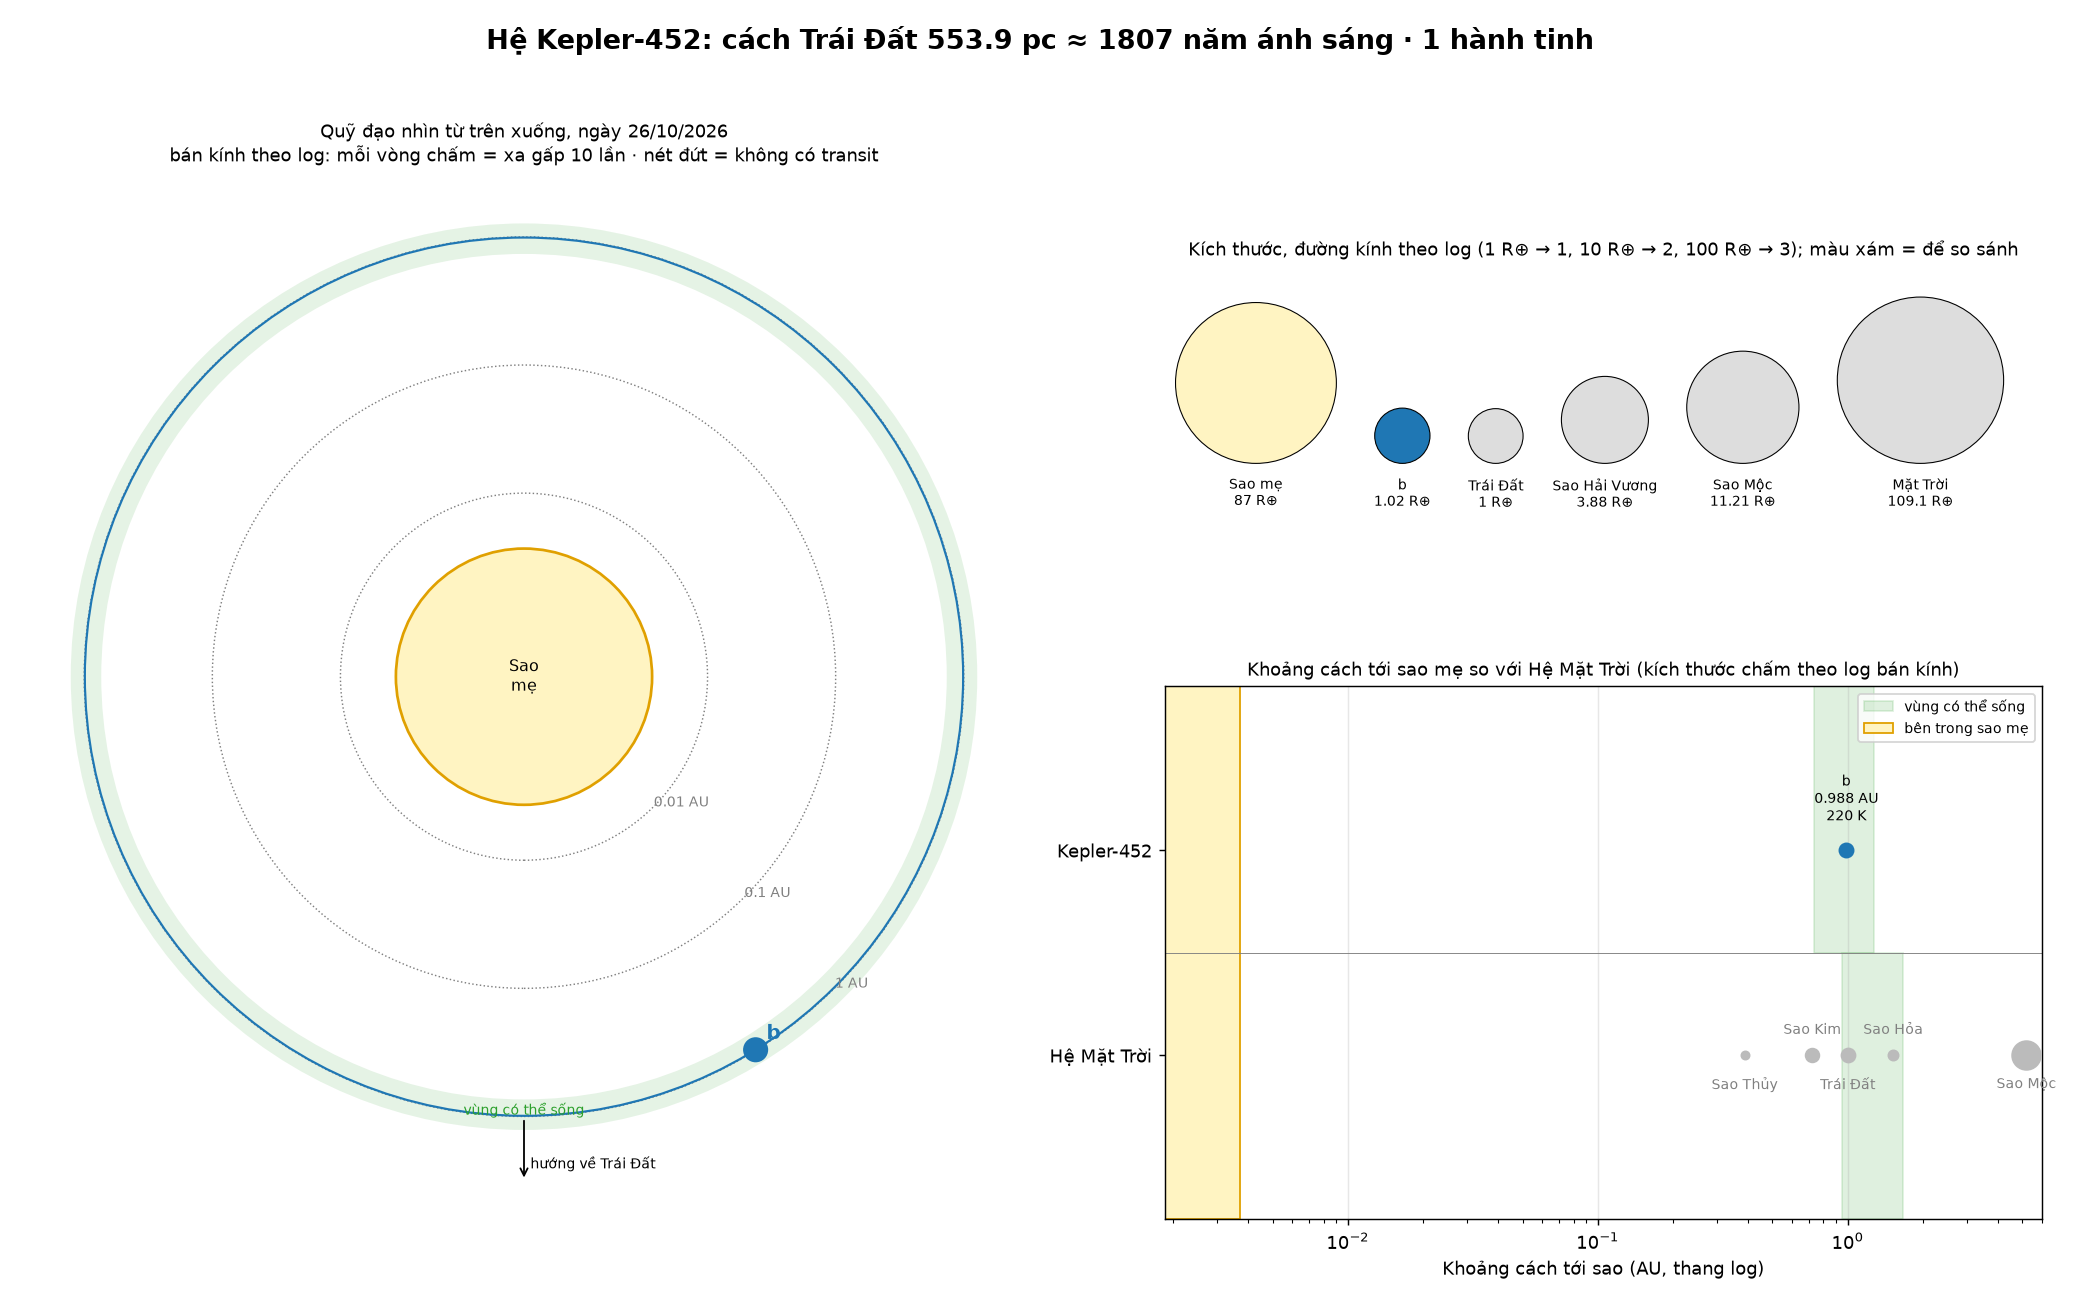 Hệ Kepler-452: cách Trái Đất 553.9 pc ≈ 1807 năm ánh sáng · 1 hành tinh
Quỹ đạo nhìn từ trên xuống, ngày 26/10/2026
bán kính theo log: mỗi vòng chấm = xa gấp 10 lần · nét đứt = không có transit
Sao
mẹ
0.01 AU
0.1 AU
1 AU
b
vùng có thể sống
hướng về Trái Đất
Kích thước, đường kính theo log (1 R⊕ → 1, 10 R⊕ → 2, 100 R⊕ → 3); màu xám = để so sánh
Sao mẹ
87 R⊕
b
1.02 R⊕
Trái Đất
1 R⊕
Sao Hải Vương
3.88 R⊕
Sao Mộc
11.21 R⊕
Mặt Trời
109.1 R⊕
Khoảng cách tới sao mẹ so với Hệ Mặt Trời (kích thước chấm theo log bán kính)
vùng có thể sống
bên trong sao mẹ
b
0.988 AU
220 K
Kepler-452
Hệ Mặt Trời
Sao Kim
Sao Hỏa
Sao Thủy
Trái Đất
Sao Mộc
10⁻²
10⁻¹
10⁰
Khoảng cách tới sao (AU, thang log)